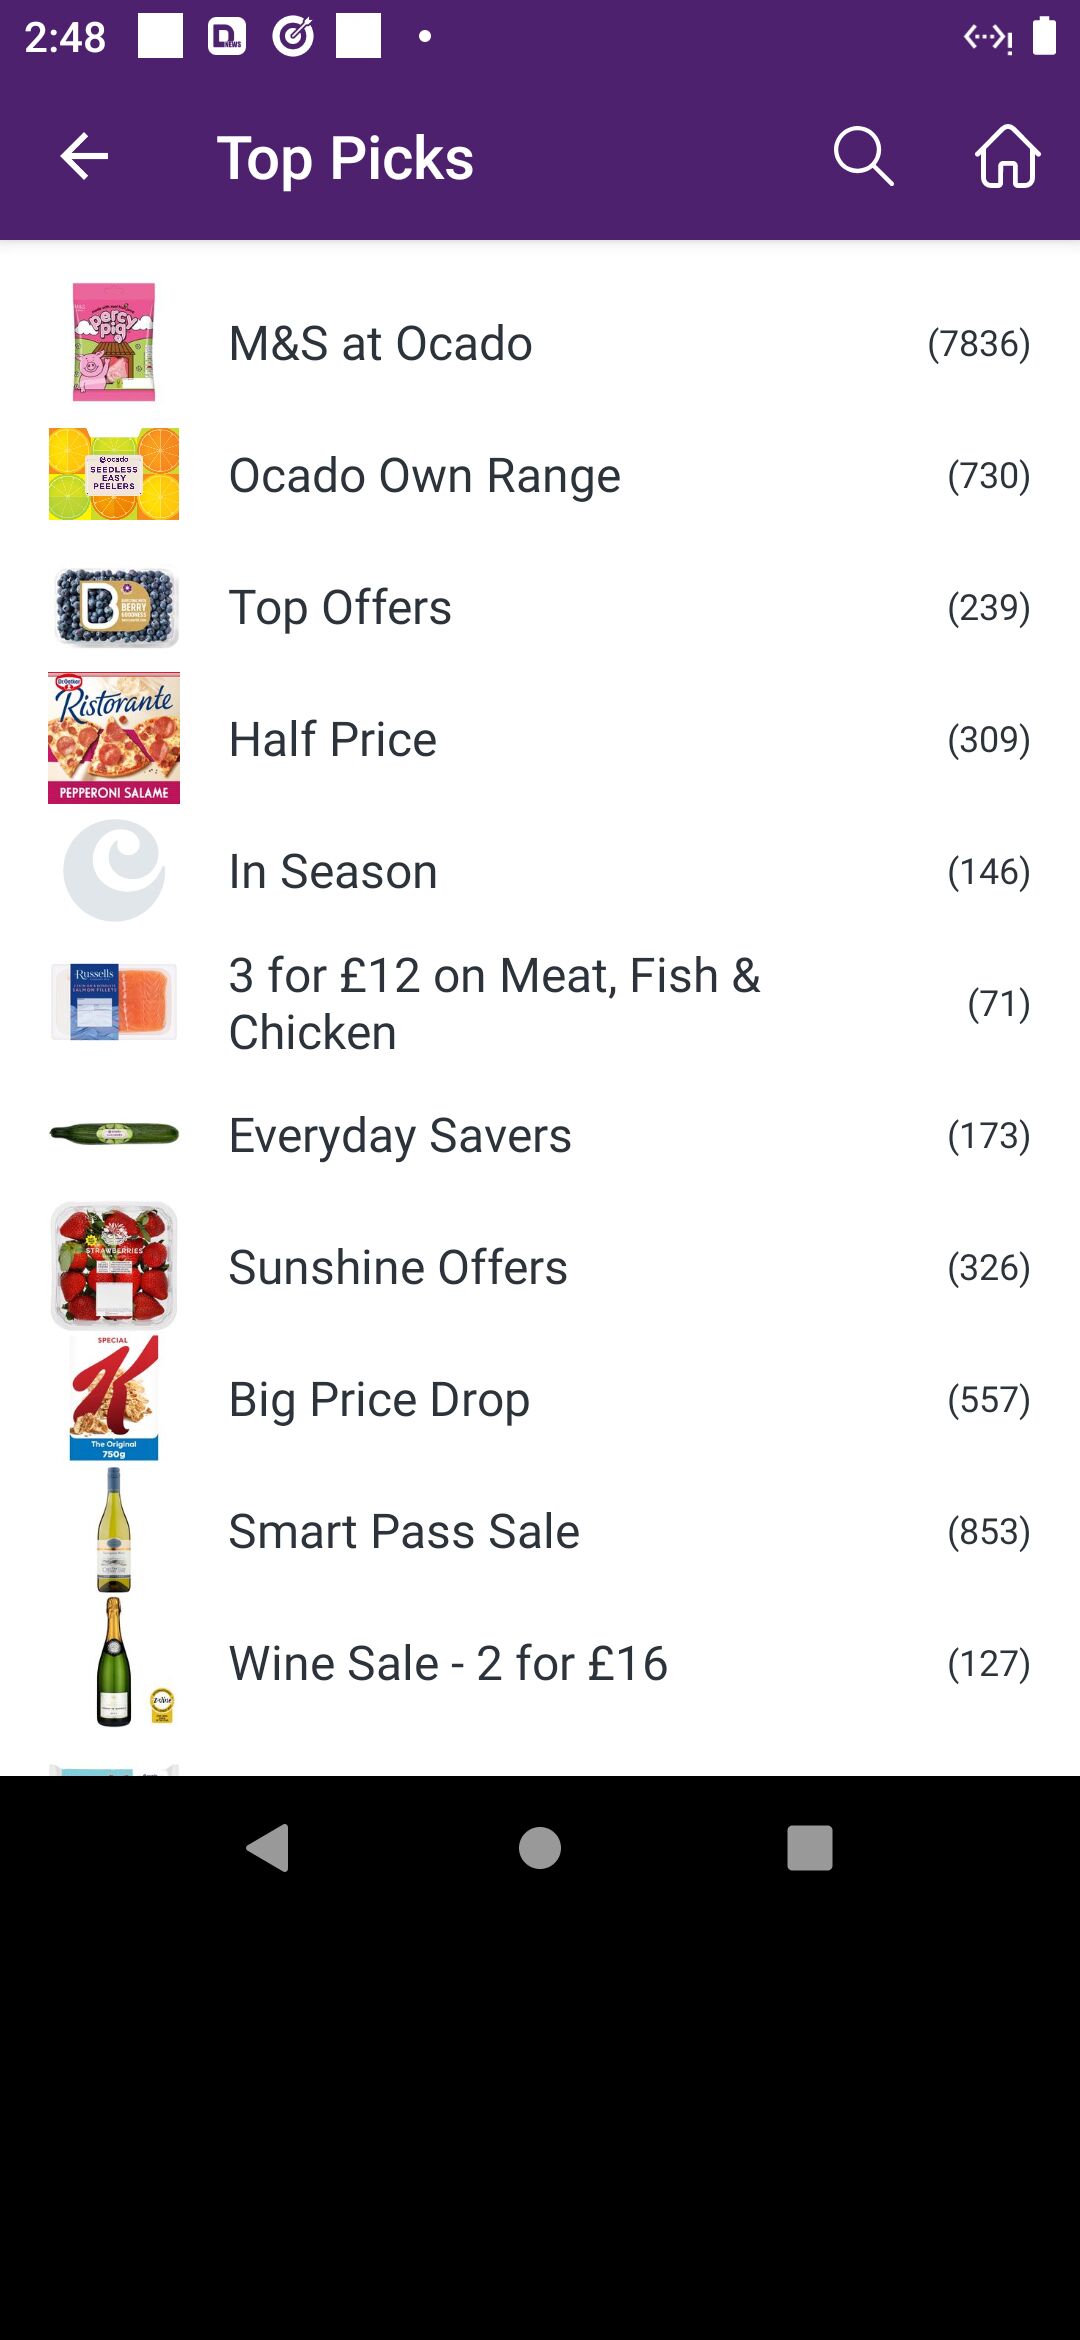 2:48
Top Picks
M&S at Ocado (7836)
percy pig
Ocado Own Range (730)
ocado
SEEDLESS
EASY
PEELERS
Top Offers (239)
BERRY
GOODNESS
Half Price (309)
Dr.Oetker
Ristorante
PEPPERONI SALAME
In Season (146)
3 for £12 on Meat, Fish &
Chicken (71)
Russells
SALMON FILLETS
Everyday Savers (173)
Sunshine Offers (326)
STRAWBERRIES
Big Price Drop (557)
SPECIAL
K
The Original
750g
Smart Pass Sale (853)
Wine Sale - 2 for £16 (127)